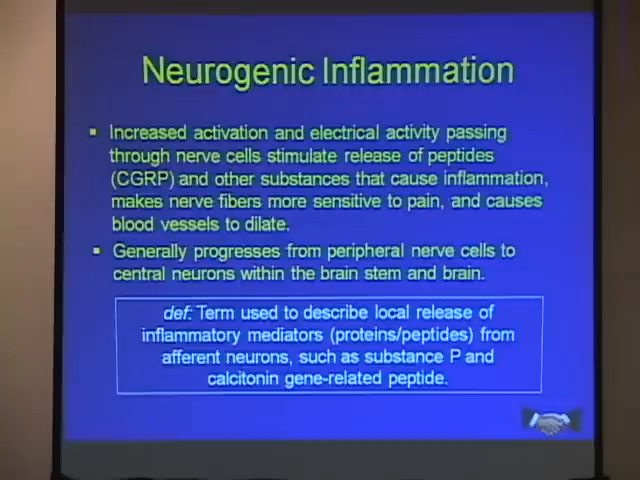 Neurogenic Inflammation
▪ Increased activation and electrical activity passing
through nerve cells stimulate release of peptides
(CGRP) and other substances that cause inflammation,
makes nerve fibers more sensitive to pain, and causes
blood vessels to dilate.
▪ Generally progresses from peripheral nerve cells to
central neurons within the brain stem and brain.
def: Term used to describe local release of
inflammatory mediators (proteins/peptides) from
afferent neurons, such as substance P and
calcitonin gene-related peptide.